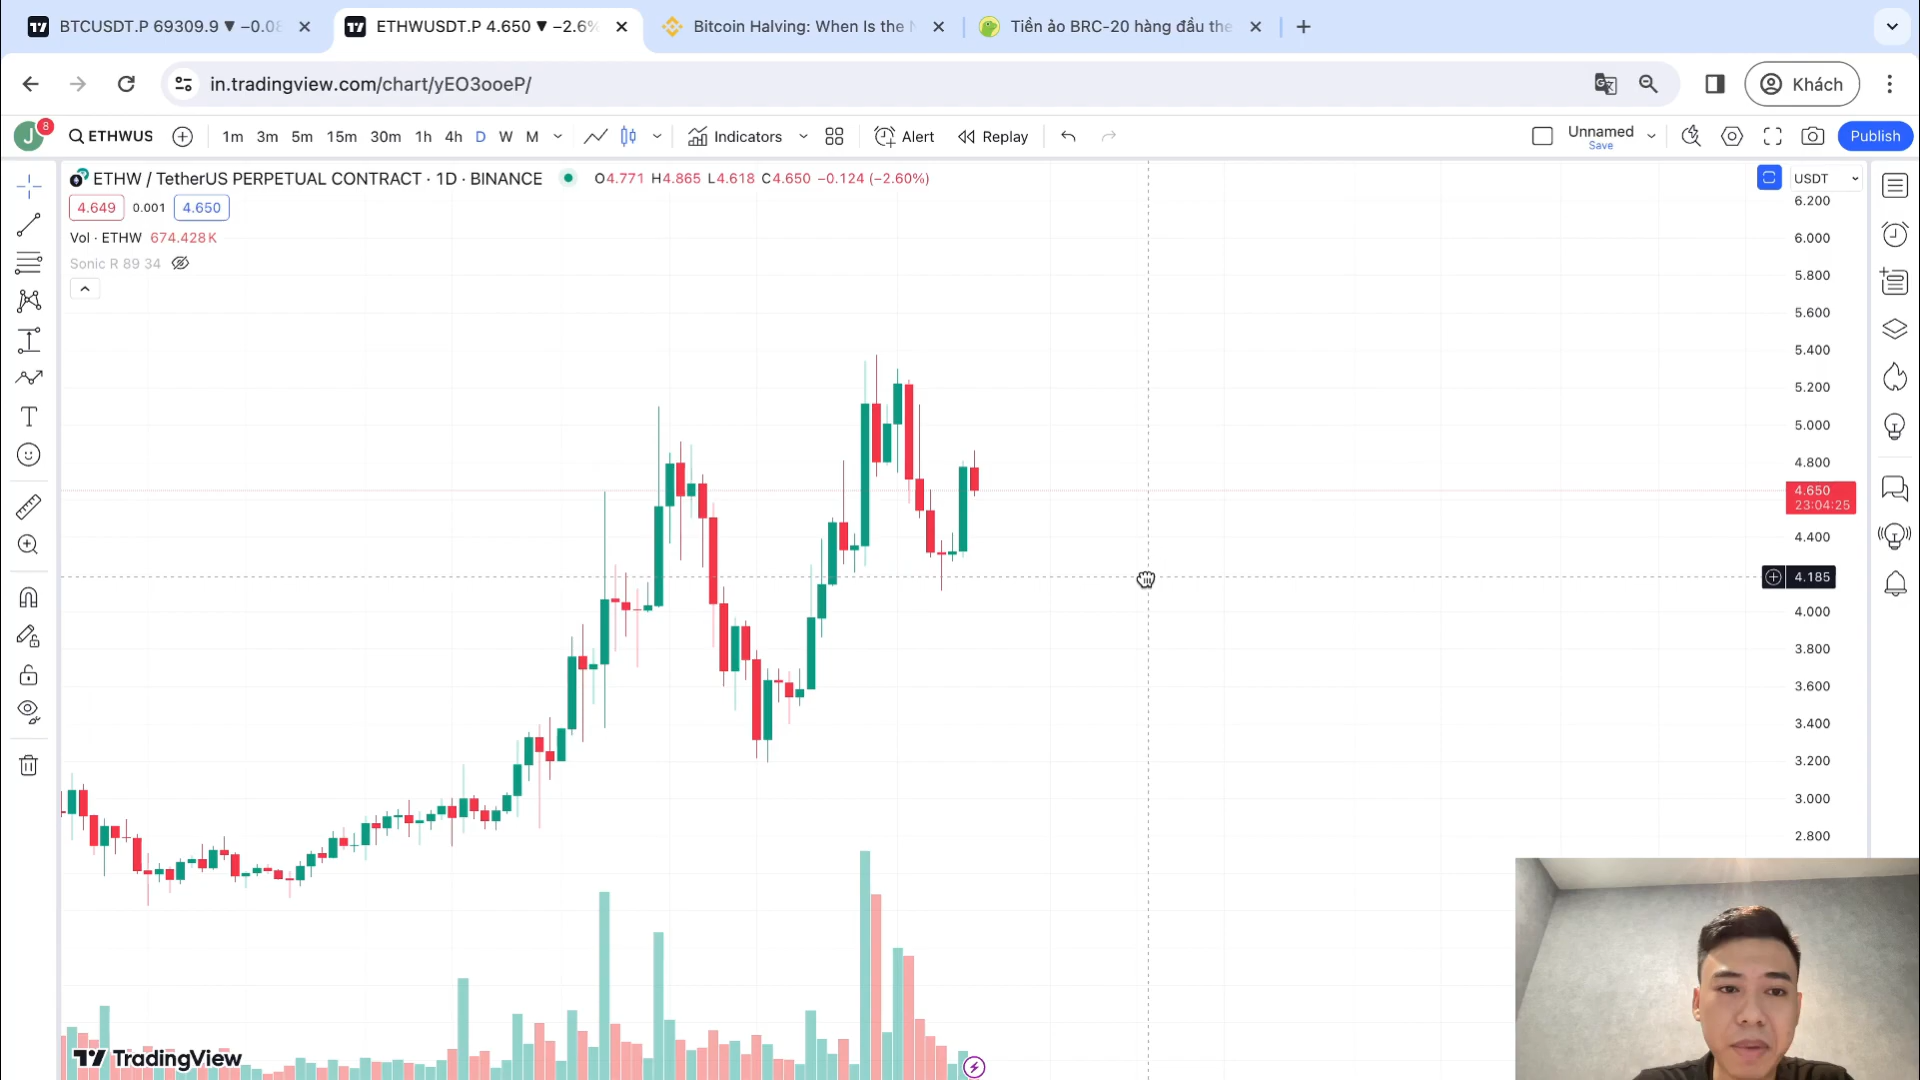 BTCUSDT.P 69309.9 ▼ −0.08
ETHWUSDT.P 4.650 ▼ −2.6%
Bitcoin Halving: When Is the N
Tiền ảo BRC-20 hàng đầu the
in.tradingview.com/chart/yEO3ooeP/
Khách
J
8
ETHWUS
1m 3m 5m 15m 30m 1h 4h D W M
Indicators
Alert
Replay
Unnamed
Save
Publish
ETHW / TetherUS PERPETUAL CONTRACT · 1D · BINANCE
O4.771 H4.865 L4.618 C4.650 −0.124 (−2.60%)
USDT
4.649 0.001 4.650
Vol · ETHW 674.428K
Sonic R 89 34
6.200
6.000
5.800
5.600
5.400
5.200
5.000
4.800
4.650
23:04:25
4.400
4.185
4.000
3.800
3.600
3.400
3.200
3.000
2.800
TradingView